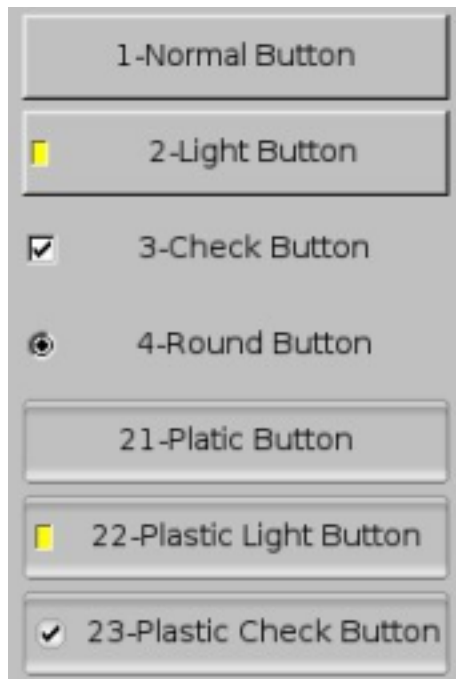 1-Normal Button
2-Light Button
3-Check Button
4-Round Button
21-Platic Button
22-Plastic Light Button
23-Plastic Check Button